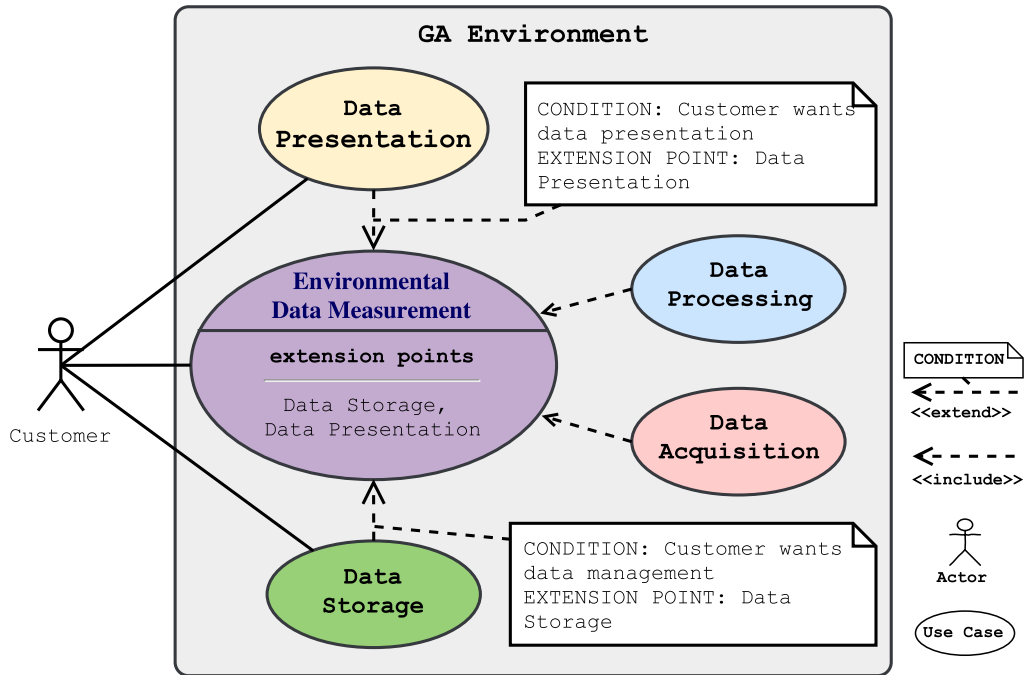 GA Environment
Data
Presentation
CONDITION: Customer wants
data presentation
EXTENSION POINT: Data
Presentation
Environmental
Data Measurement
extension points
Data Storage,
Data Presentation
Data
Processing
Data
Acquisition
Customer
Data
Storage
CONDITION: Customer wants
data management
EXTENSION POINT: Data
Storage
CONDITION
<<extend>>
<<include>>
Actor
Use Case